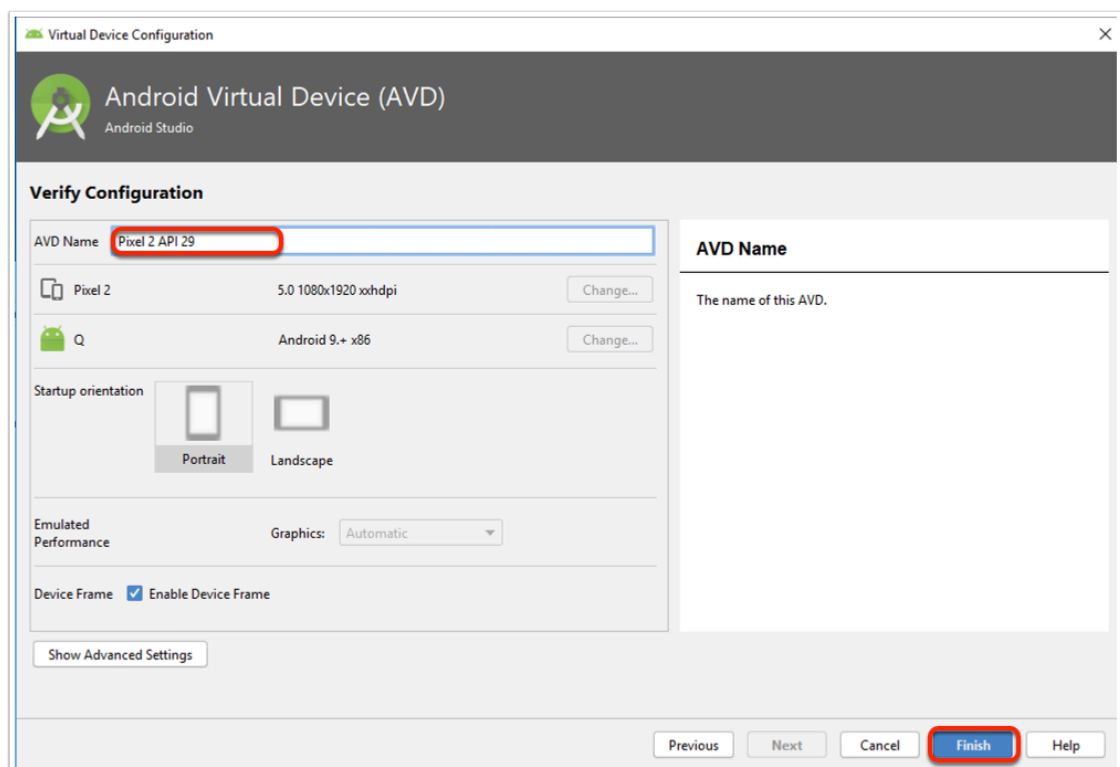 Virtual Device Configuration
Android Virtual Device (AVD)
Android Studio
Verify Configuration
AVD Name Pixel 2 API 29
Pixel 2 5.0 1080x1920 xxhdpi Change...
Q Android 9.+ x86 Change...
Startup orientation
Portrait Landscape
Emulated
Performance
Graphics: Automatic
Device Frame Enable Device Frame
Show Advanced Settings
AVD Name
The name of this AVD.
Previous Next Cancel Finish Help